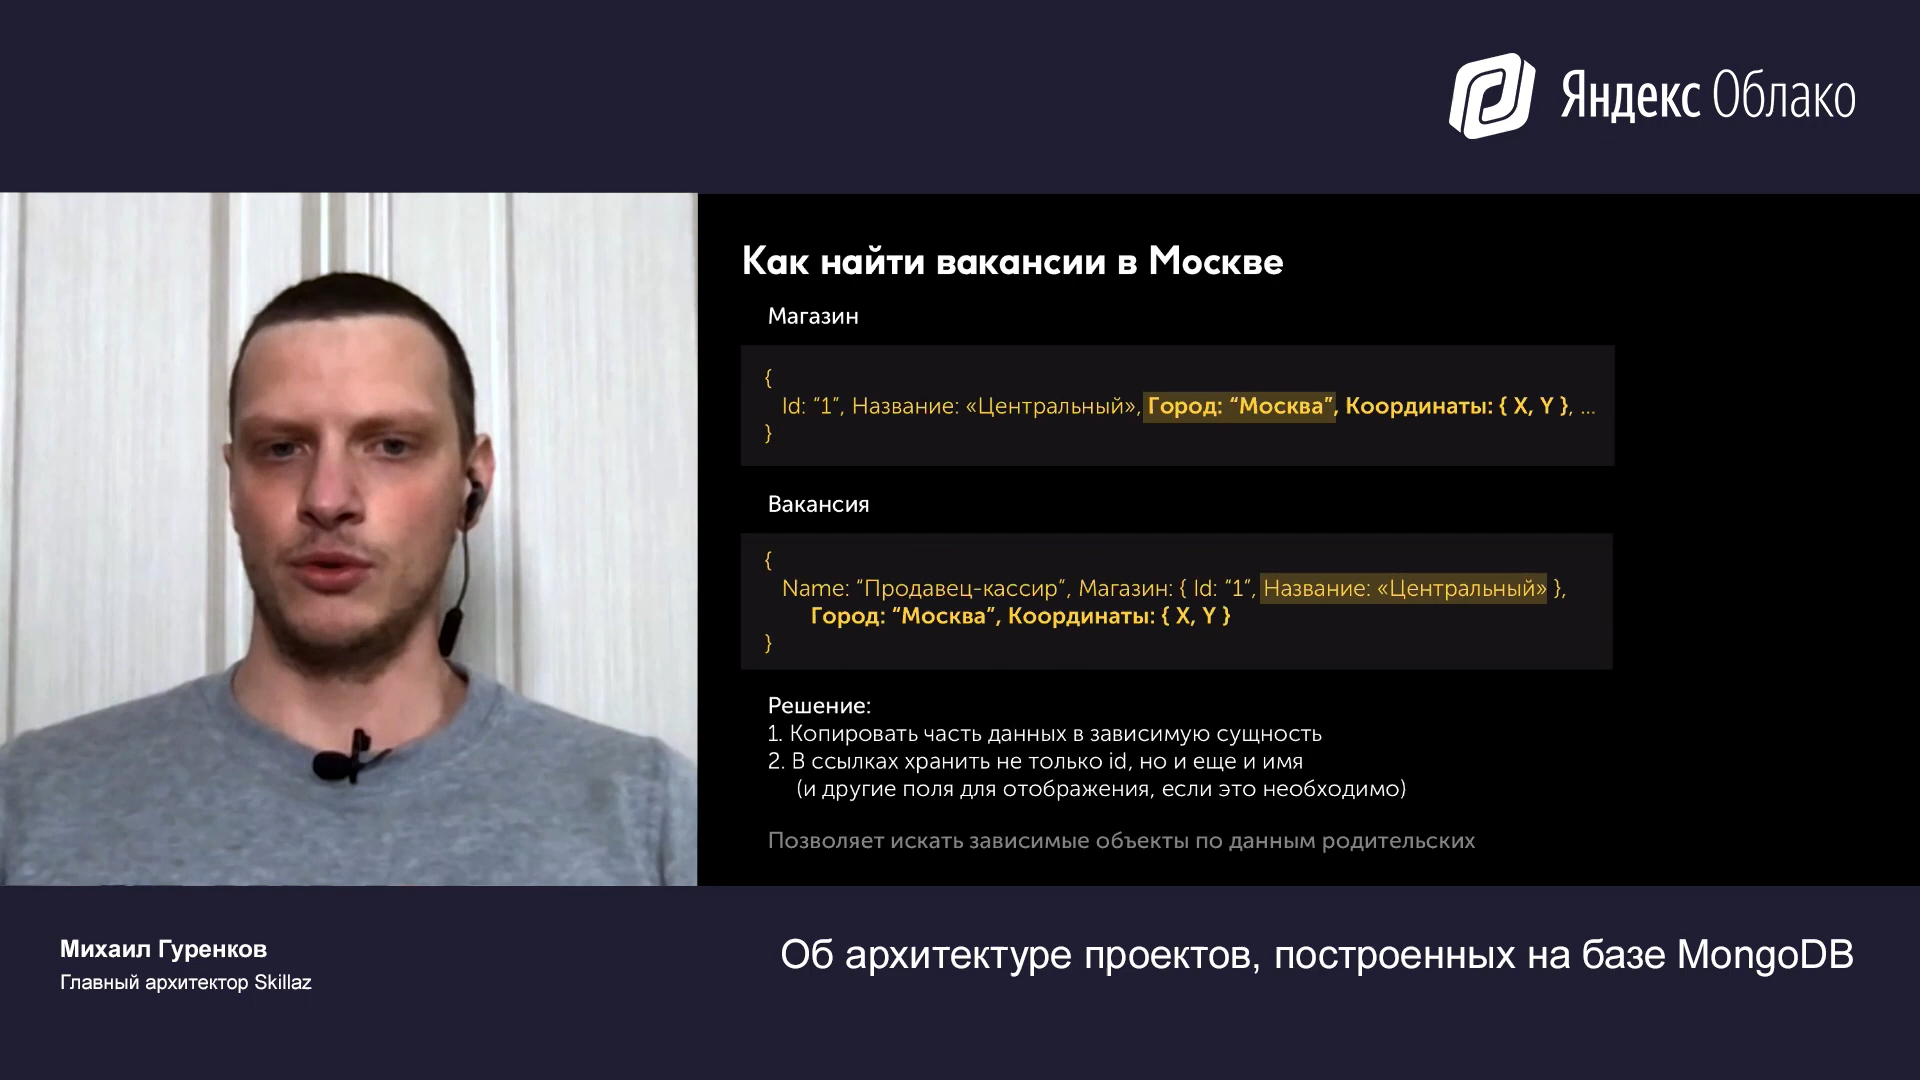 Яндекс Облако
Как найти вакансии в Москве
Магазин
{
Id: “1”, Название: «Центральный», Город: “Москва”, Координаты: { X, Y }, ...
}
Вакансия
{
Name: “Продавец-кассир”, Магазин: { Id: “1”, Название: «Центральный» },
Город: “Москва”, Координаты: { X, Y }
}
Решение:
1. Копировать часть данных в зависимую сущность
2. В ссылках хранить не только id, но и еще и имя
(и другие поля для отображения, если это необходимо)
Позволяет искать зависимые объекты по данным родительских
Михаил Гуренков
Главный архитектор Skillaz
Об архитектуре проектов, построенных на базе MongoDB